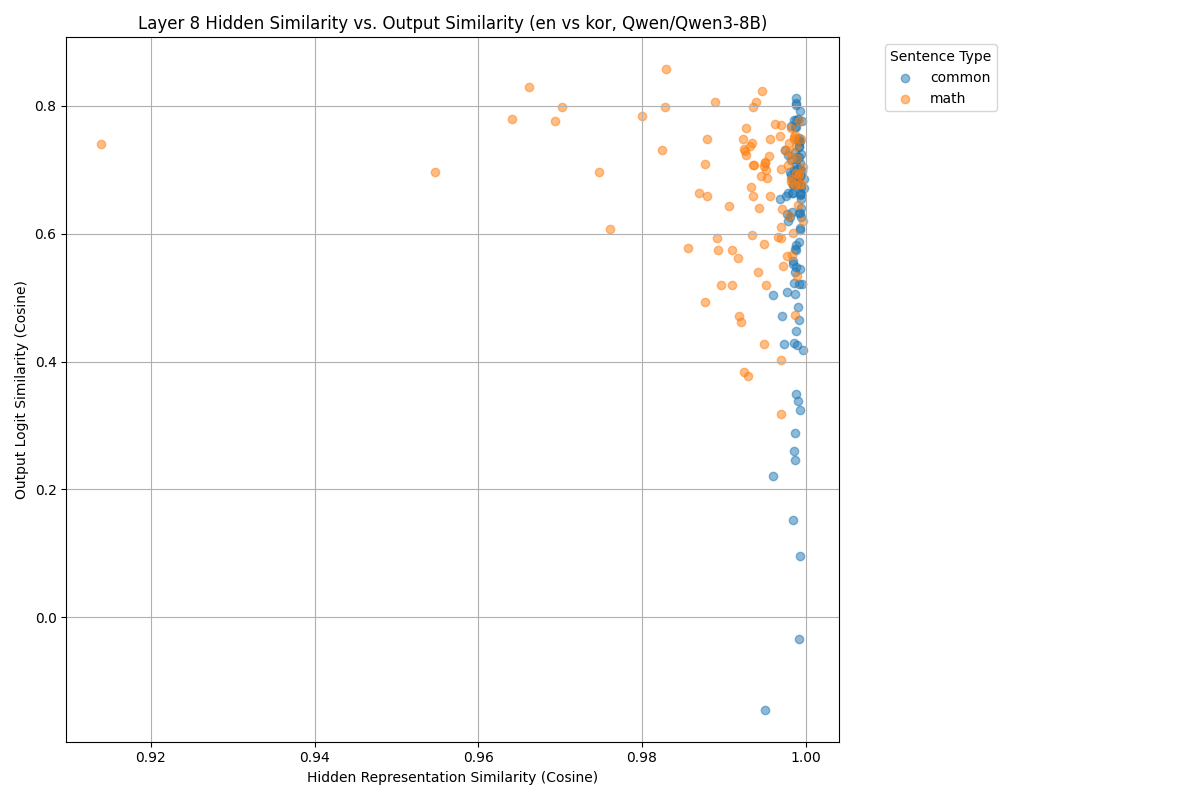 Layer 8 Hidden Similarity vs. Output Similarity (en vs kor, Qwen/Qwen3-8B)
Sentence Type
common
math
Output Logit Similarity (Cosine)
0.8
0.6
0.4
0.2
0.0
0.92
0.94
0.96
0.98
1.00
Hidden Representation Similarity (Cosine)